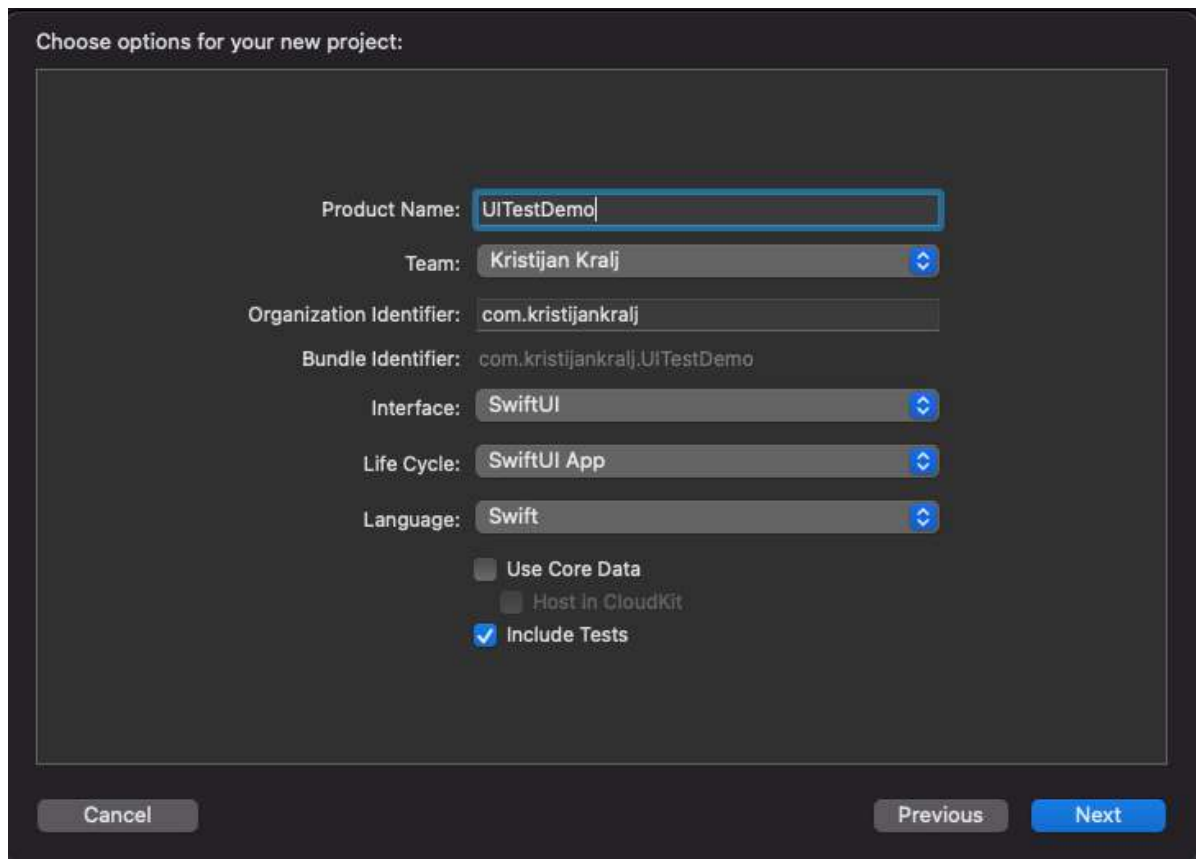 Choose options for your new project:
Product Name: UITestDemo
Team: Kristijan Kralj
Organization Identifier: com.kristijankralj
Bundle Identifier: com.kristijankralj.UITestDemo
Interface: SwiftUI
Life Cycle: SwiftUI App
Language: Swift
Use Core Data
Host in CloudKit
Include Tests
Cancel Previous Next